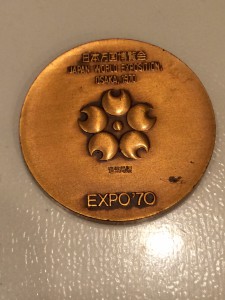 日本万国博覧会
JAPAN WORLD EXPOSITION
OSAKA 1970
EXPO'70